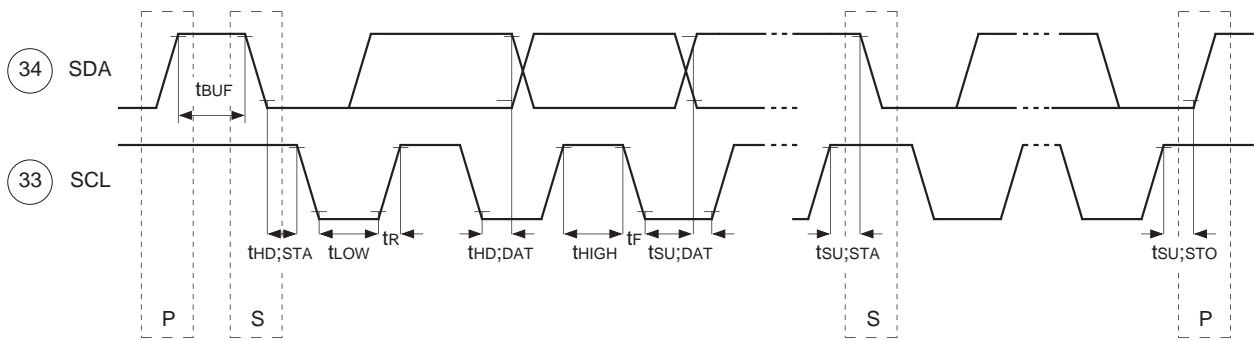 34 SDA
tBUF
33 SCL
tHD;STA tLOW tR tHD;DAT tHIGH tF tSU;DAT tSU;STA tSU;STO
P S S P